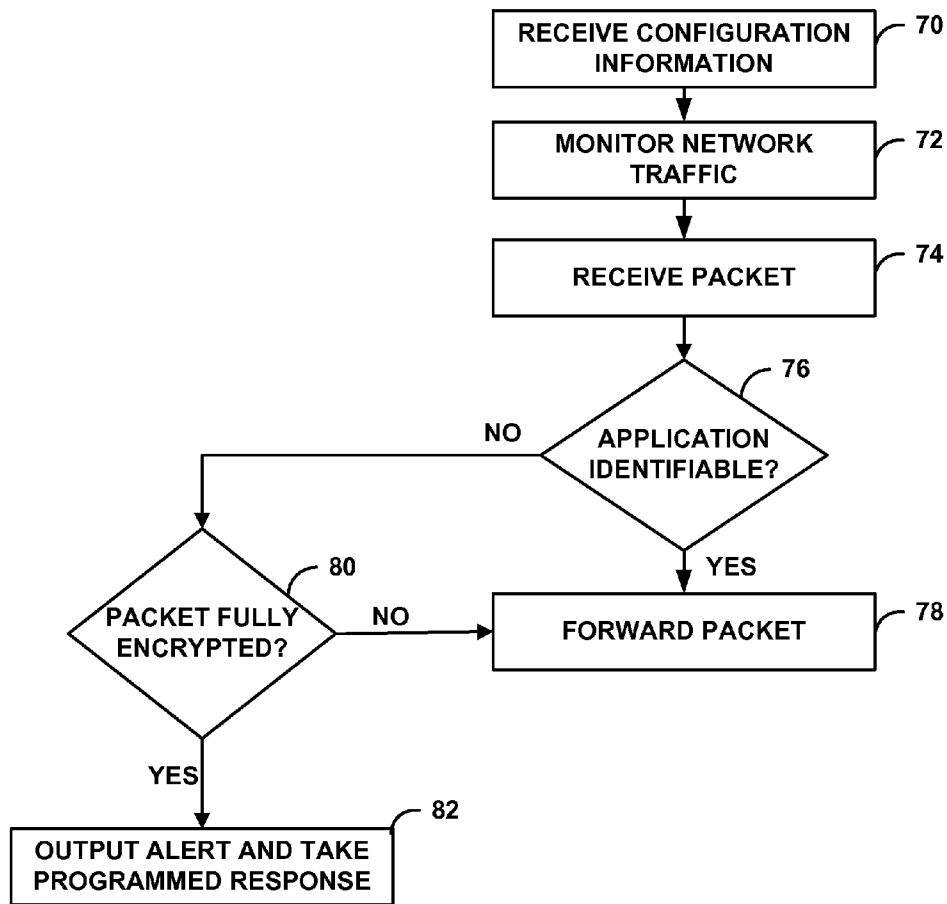 RECEIVE CONFIGURATION
INFORMATION
70
MONITOR NETWORK
TRAFFIC
72
RECEIVE PACKET
74
76
APPLICATION
IDENTIFIABLE?
NO
YES
80
PACKET FULLY
ENCRYPTED?
NO
FORWARD PACKET
78
YES
82
OUTPUT ALERT AND TAKE
PROGRAMMED RESPONSE